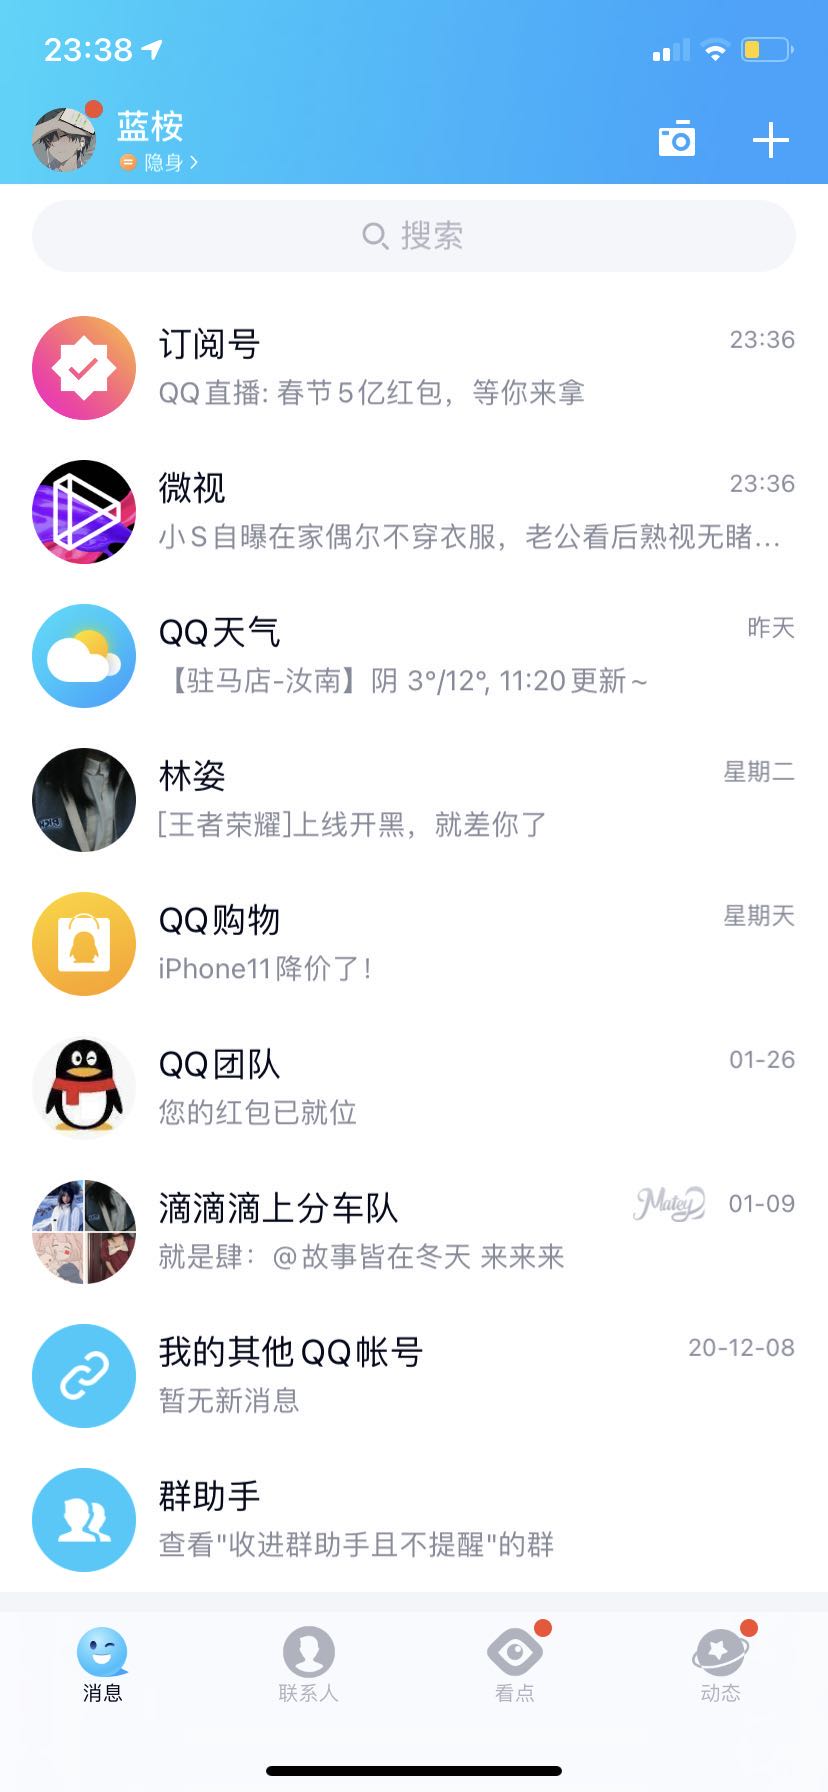 23:38
蓝桉
隐身
搜索
订阅号 23:36
QQ直播: 春节5亿红包，等你来拿
微视 23:36
小S自曝在家偶尔不穿衣服，老公看后熟视无睹...
QQ天气 昨天
【驻马店-汝南】阴 3°/12°, 11:20更新~
林姿 星期二
[王者荣耀]上线开黑，就差你了
QQ购物 星期天
iPhone11降价了!
QQ团队 01-26
您的红包已就位
滴滴滴上分车队 Matey 01-09
就是肆：@故事皆在冬天 来来来
我的其他QQ帐号 20-12-08
暂无新消息
群助手
查看"收进群助手且不提醒"的群
消息 联系人 看点 动态